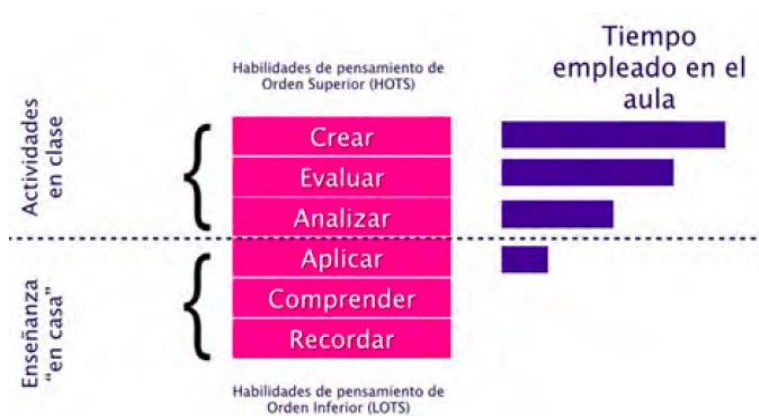 Tiempo
empleado en el
aula
Habilidades de pensamiento de
Orden Superior (HOTS)
Actividades
en clase
Crear
Evaluar
Analizar
Aplicar
Comprender
Recordar
Enseñanza
"en casa"
Habilidades de pensamiento de
Orden Inferior (LOTS)